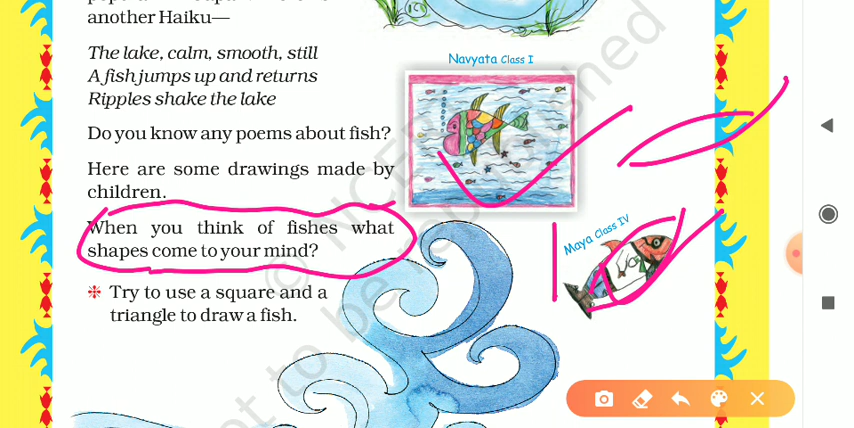 another Haiku—
The lake, calm, smooth, still
A fish jumps up and returns
Ripples shake the lake
Do you know any poems about fish?
Here are some drawings made by
children.
When you think of fishes what
shapes come to your mind?
❉ Try to use a square and a
triangle to draw a fish.
Navyata Class I
Maya Class IV